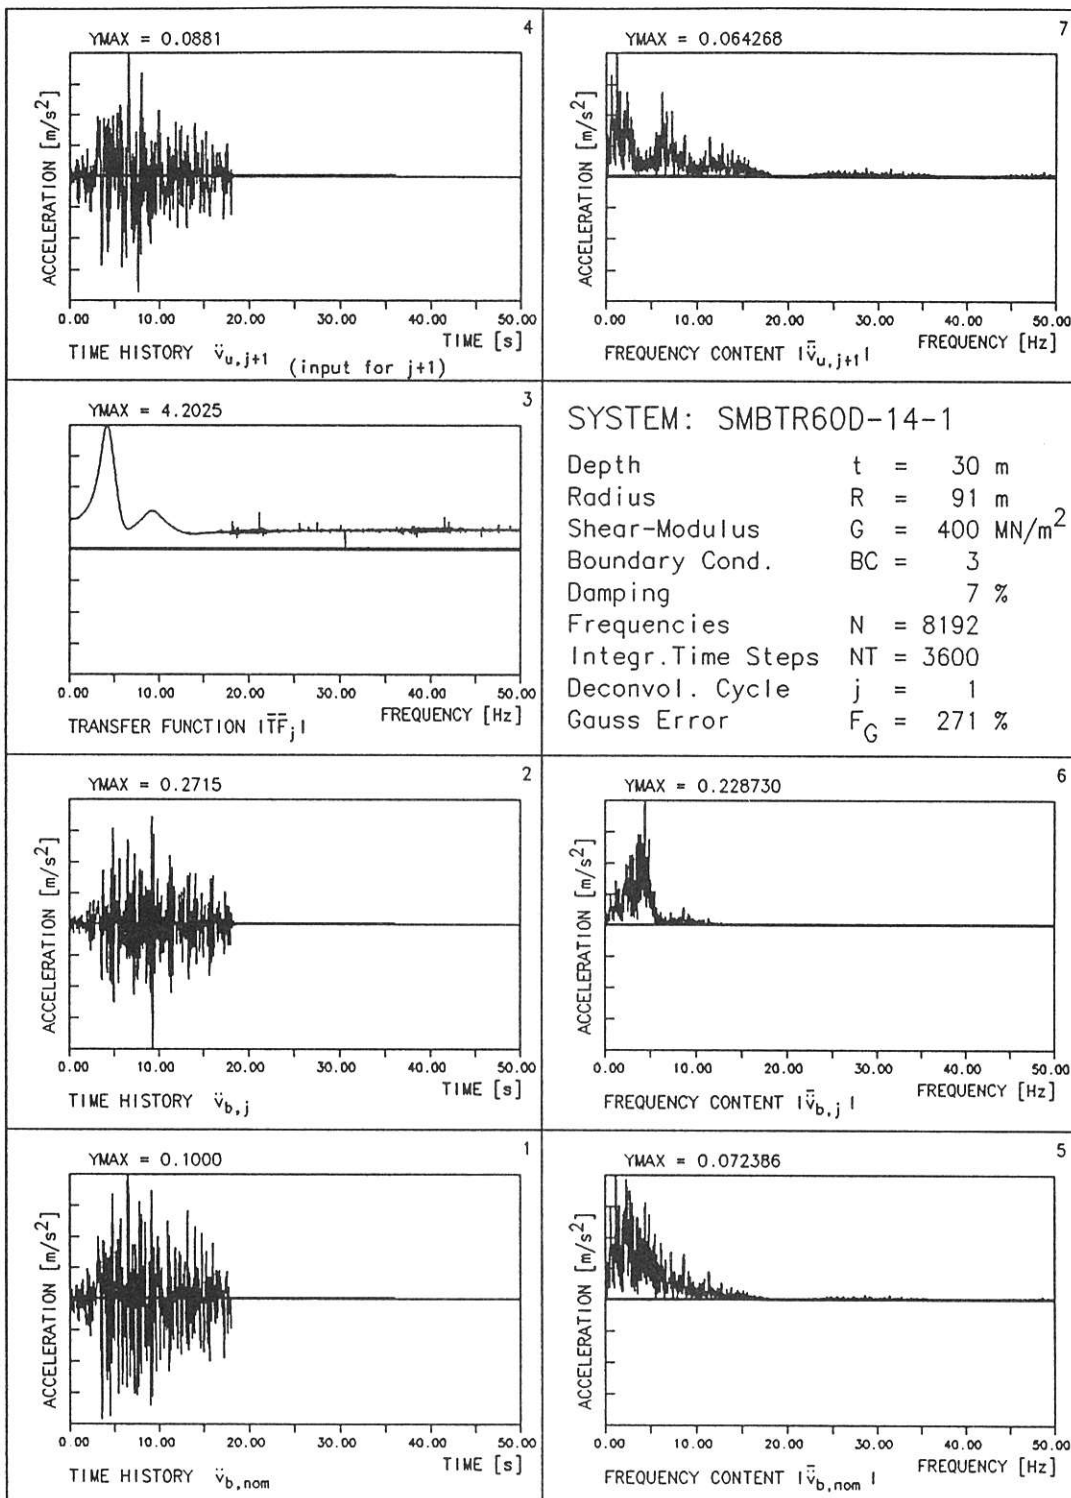 4
YMAX = 0.0881
ACCELERATION [m/s²]
0.00 10.00 20.00 30.00 40.00 50.00
TIME [s]
TIME HISTORY v̈u,j+1 (input for j+1)
7
YMAX = 0.064268
ACCELERATION [m/s²]
0.00 10.00 20.00 30.00 40.00 50.00
FREQUENCY [Hz]
FREQUENCY CONTENT |v̈̄u,j+1|
3
YMAX = 4.2025
0.00 10.00 20.00 30.00 40.00 50.00
FREQUENCY [Hz]
TRANSFER FUNCTION |T̄F̄j|
SYSTEM: SMBTR60D-14-1
Depth t = 30 m
Radius R = 91 m
Shear-Modulus G = 400 MN/m²
Boundary Cond. BC = 3
Damping 7 %
Frequencies N = 8192
Integr.Time Steps NT = 3600
Deconvol. Cycle j = 1
Gauss Error FG = 271 %
2
YMAX = 0.2715
ACCELERATION [m/s²]
0.00 10.00 20.00 30.00 40.00 50.00
TIME [s]
TIME HISTORY v̈b,j
6
YMAX = 0.228730
ACCELERATION [m/s²]
0.00 10.00 20.00 30.00 40.00 50.00
FREQUENCY [Hz]
FREQUENCY CONTENT |v̈̄b,j|
1
YMAX = 0.1000
ACCELERATION [m/s²]
0.00 10.00 20.00 30.00 40.00 50.00
TIME [s]
TIME HISTORY v̈b,nom
5
YMAX = 0.072386
ACCELERATION [m/s²]
0.00 10.00 20.00 30.00 40.00 50.00
FREQUENCY [Hz]
FREQUENCY CONTENT |v̈̄b,nom|